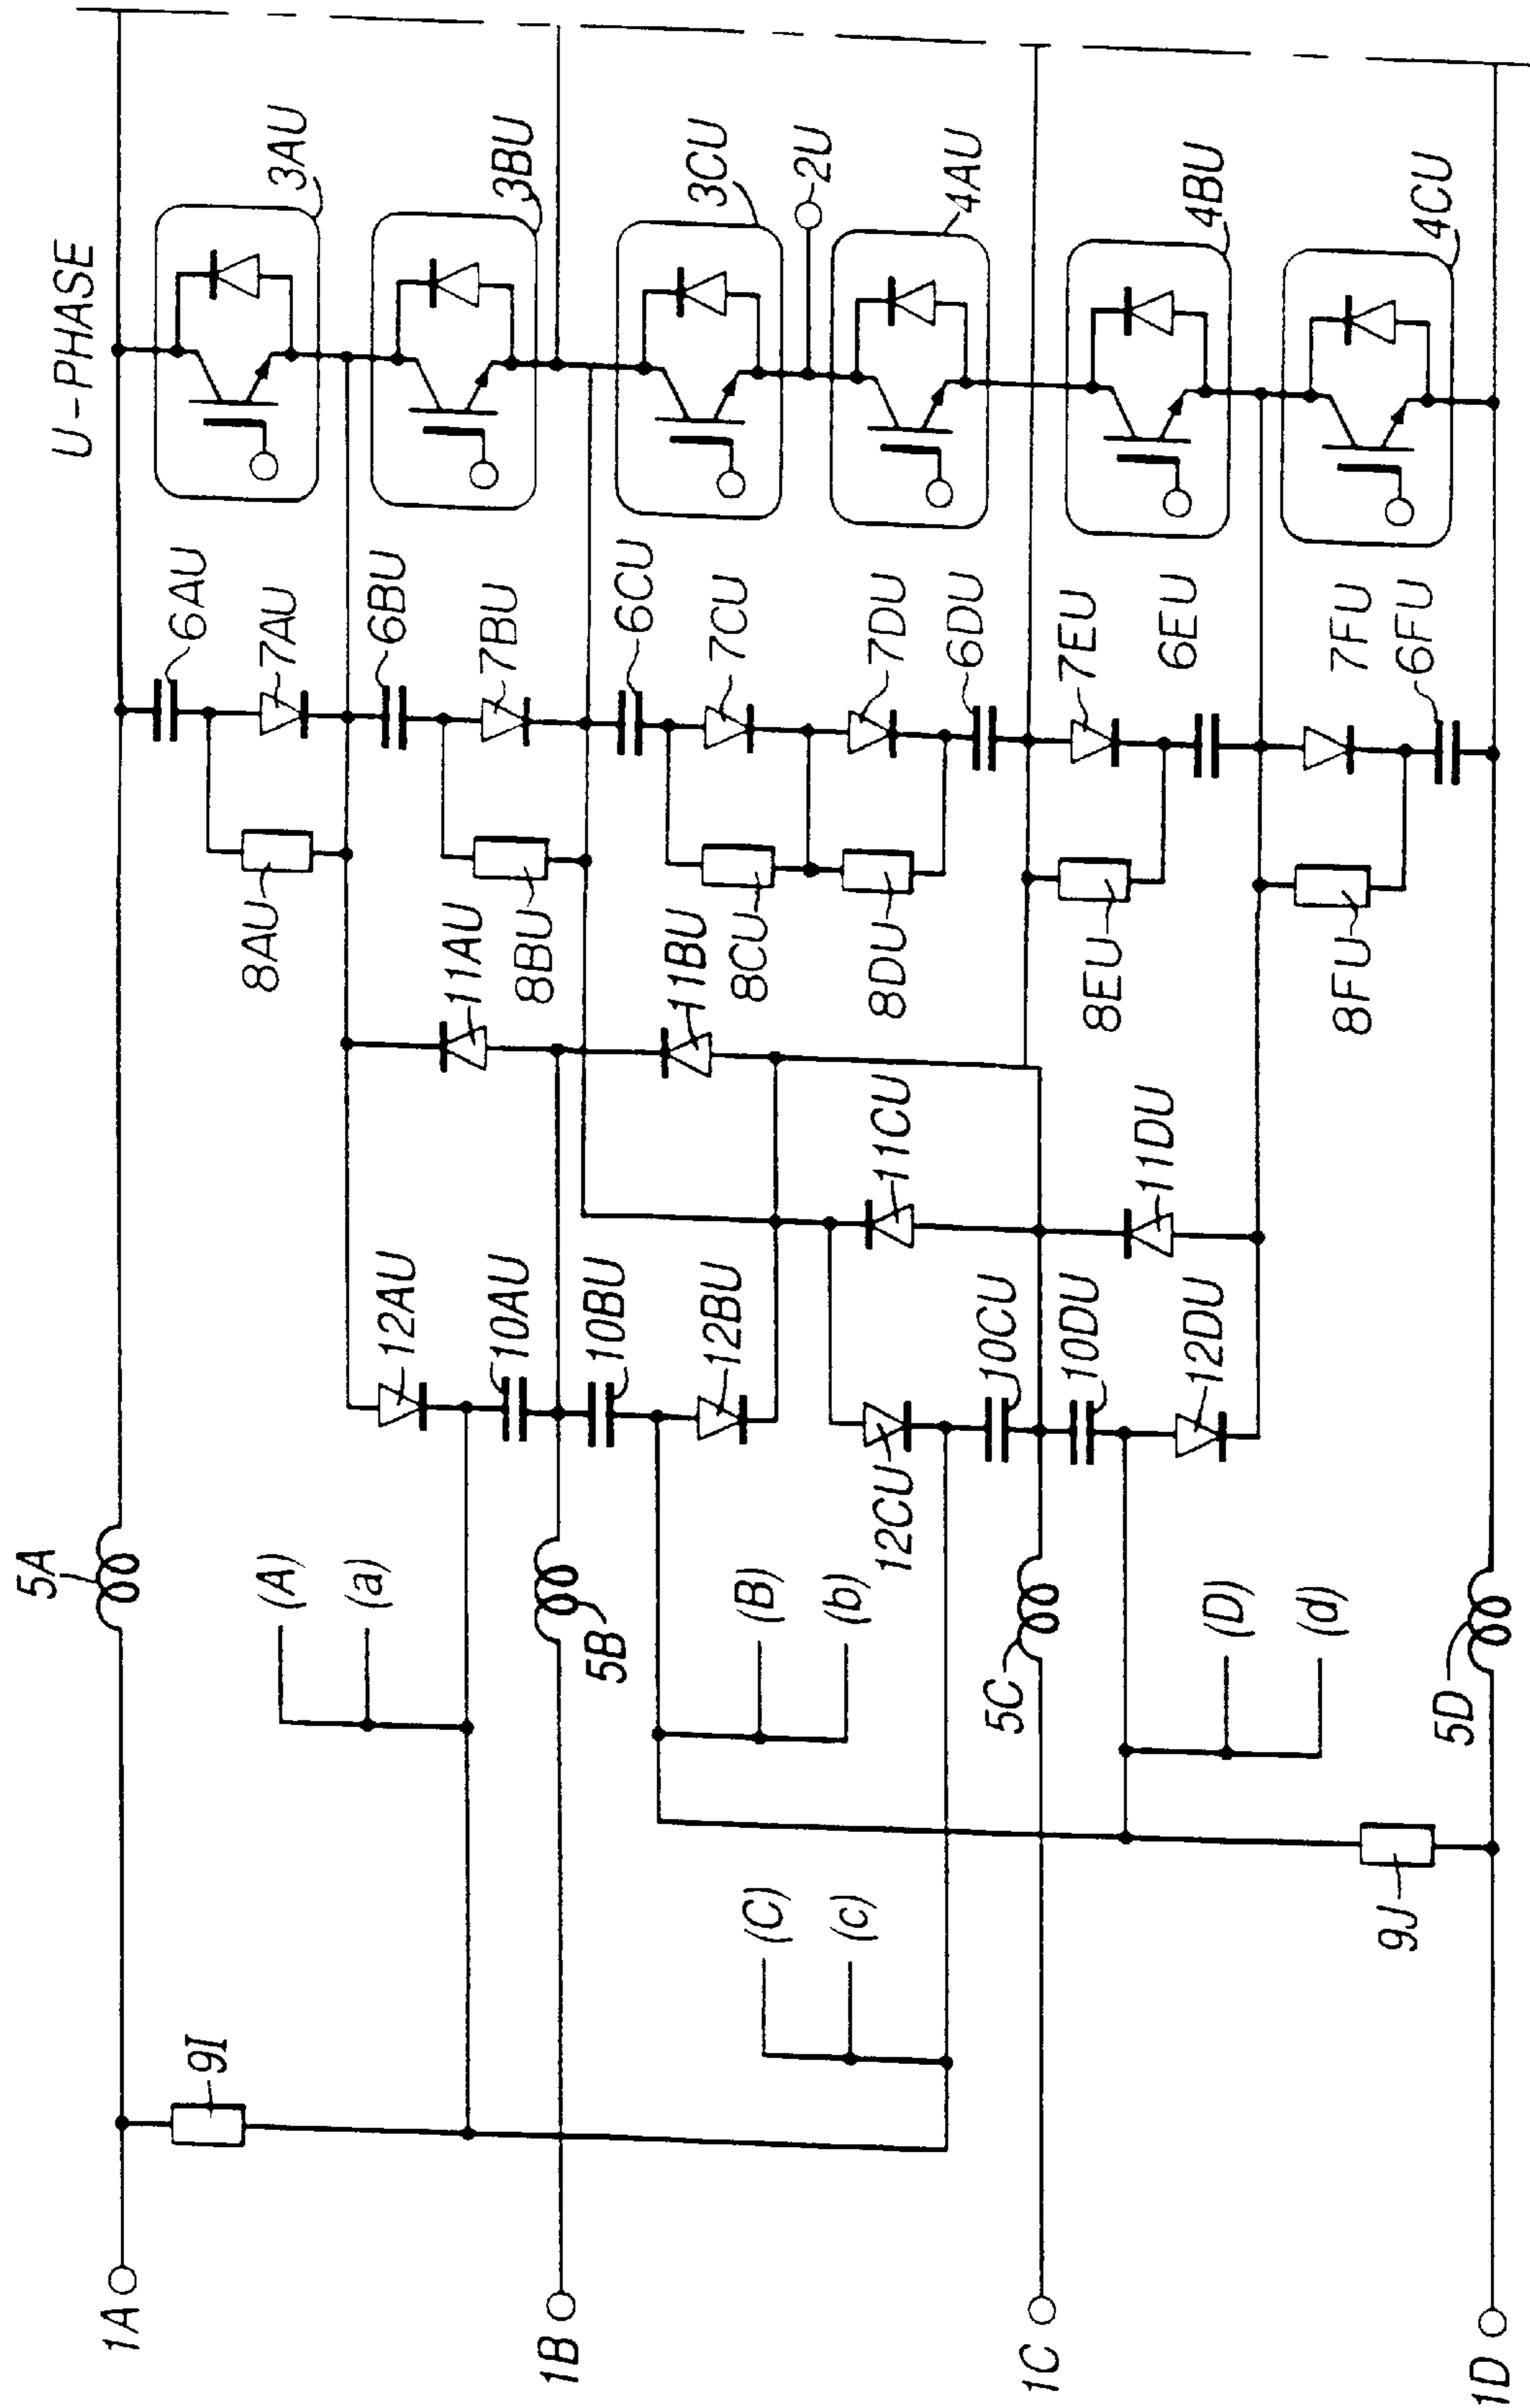 U-PHASE
3AU
3BU
3CU
2U
4AU
4BU
4CU
6AU
7AU
6BU
7BU
6CU
7CU
7DU
6DU
7EU
6EU
7FU
6FU
8AU
11AU
8BU
11BU
8CU
8DU
8EU
8FU
11CU
11DU
12AU
10AU
10BU
12BU
12CU
10CU
10DU
12DU
5A
(A)
(a)
5B
(B)
(b)
5C
(D)
(d)
5D
(C)
(c)
9J
9I
1A
1B
1C
1D